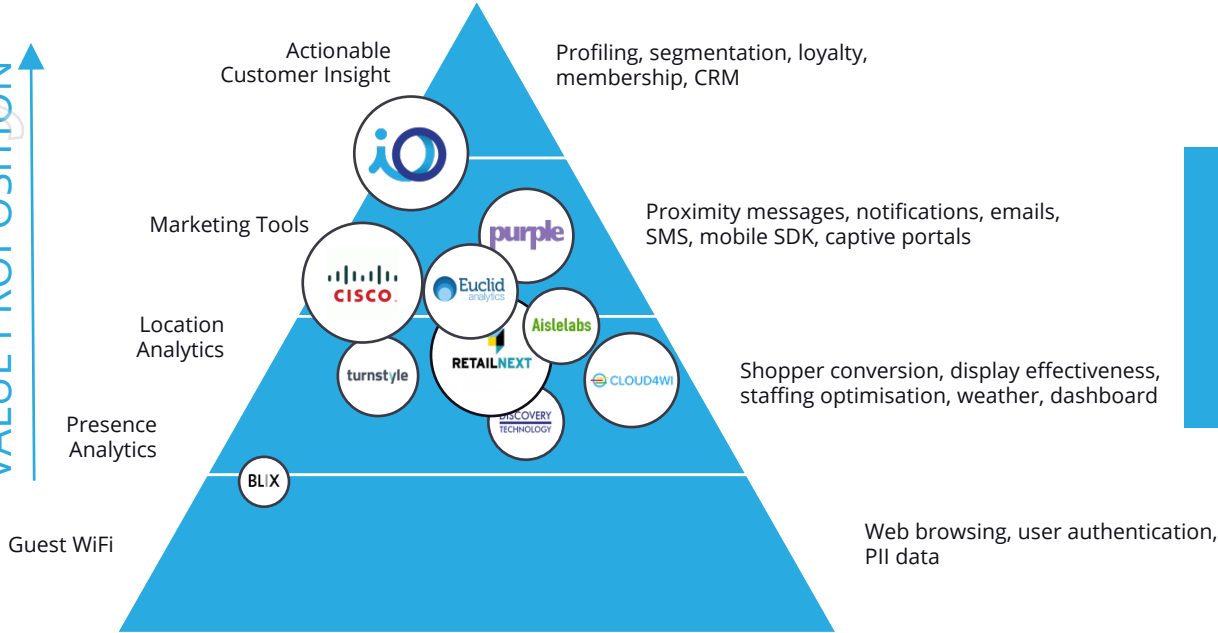 Actionable
Customer Insight
Profiling, segmentation, loyalty,
membership, CRM
iO
VALUE PROPOSITION
Marketing Tools
purple
Proximity messages, notifications, emails,
SMS, mobile SDK, captive portals
CISCO
Euclid
analytics
Location
Analytics
Aislelabs
RETAILNEXT
turnstyle
CLOUD4WI
Shopper conversion, display effectiveness,
staffing optimisation, weather, dashboard
DISCOVERY
TECHNOLOGY
Presence
Analytics
BLIX
Guest WiFi
Web browsing, user authentication,
PII data